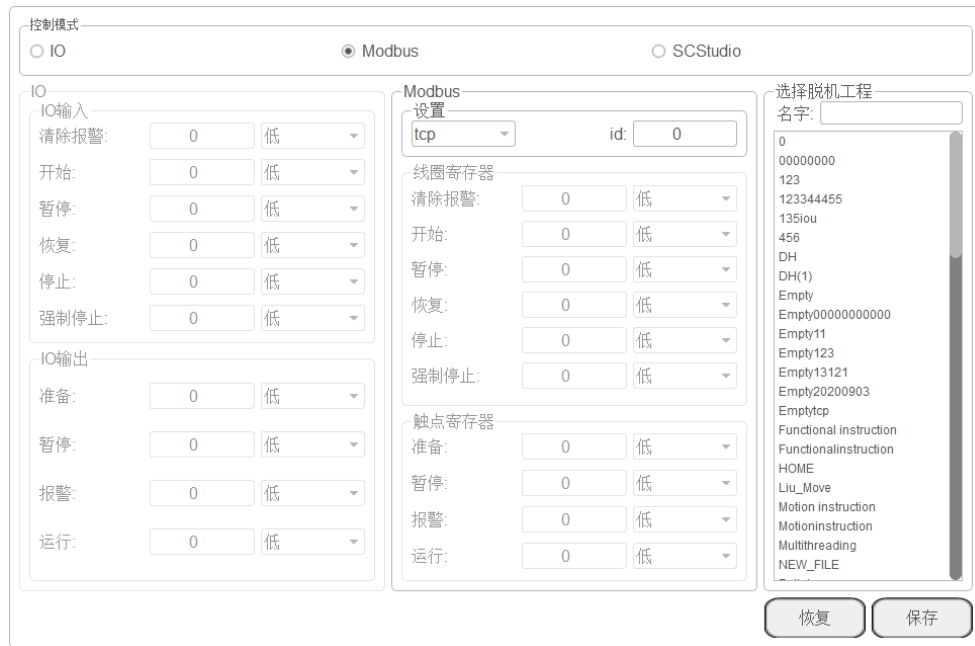 控制模式
IO
Modbus
SCStudio
IO
IO输入
清除报警: 0 低
开始: 0 低
暂停: 0 低
恢复: 0 低
停止: 0 低
强制停止: 0 低
IO输出
准备: 0 低
暂停: 0 低
报警: 0 低
运行: 0 低
Modbus
设置
tcp id: 0
线圈寄存器
清除报警: 0 低
开始: 0 低
暂停: 0 低
恢复: 0 低
停止: 0 低
强制停止: 0 低
触点寄存器
准备: 0 低
暂停: 0 低
报警: 0 低
运行: 0 低
选择脱机工程
名字:
0
00000000
123
123344455
135iou
456
DH
DH(1)
Empty
Empty00000000000
Empty11
Empty123
Empty13121
Empty20200903
Emptytcp
Functional instruction
Functionalinstruction
HOME
Liu_Move
Motion instruction
Motioninstruction
Multithreading
NEW_FILE
恢复
保存